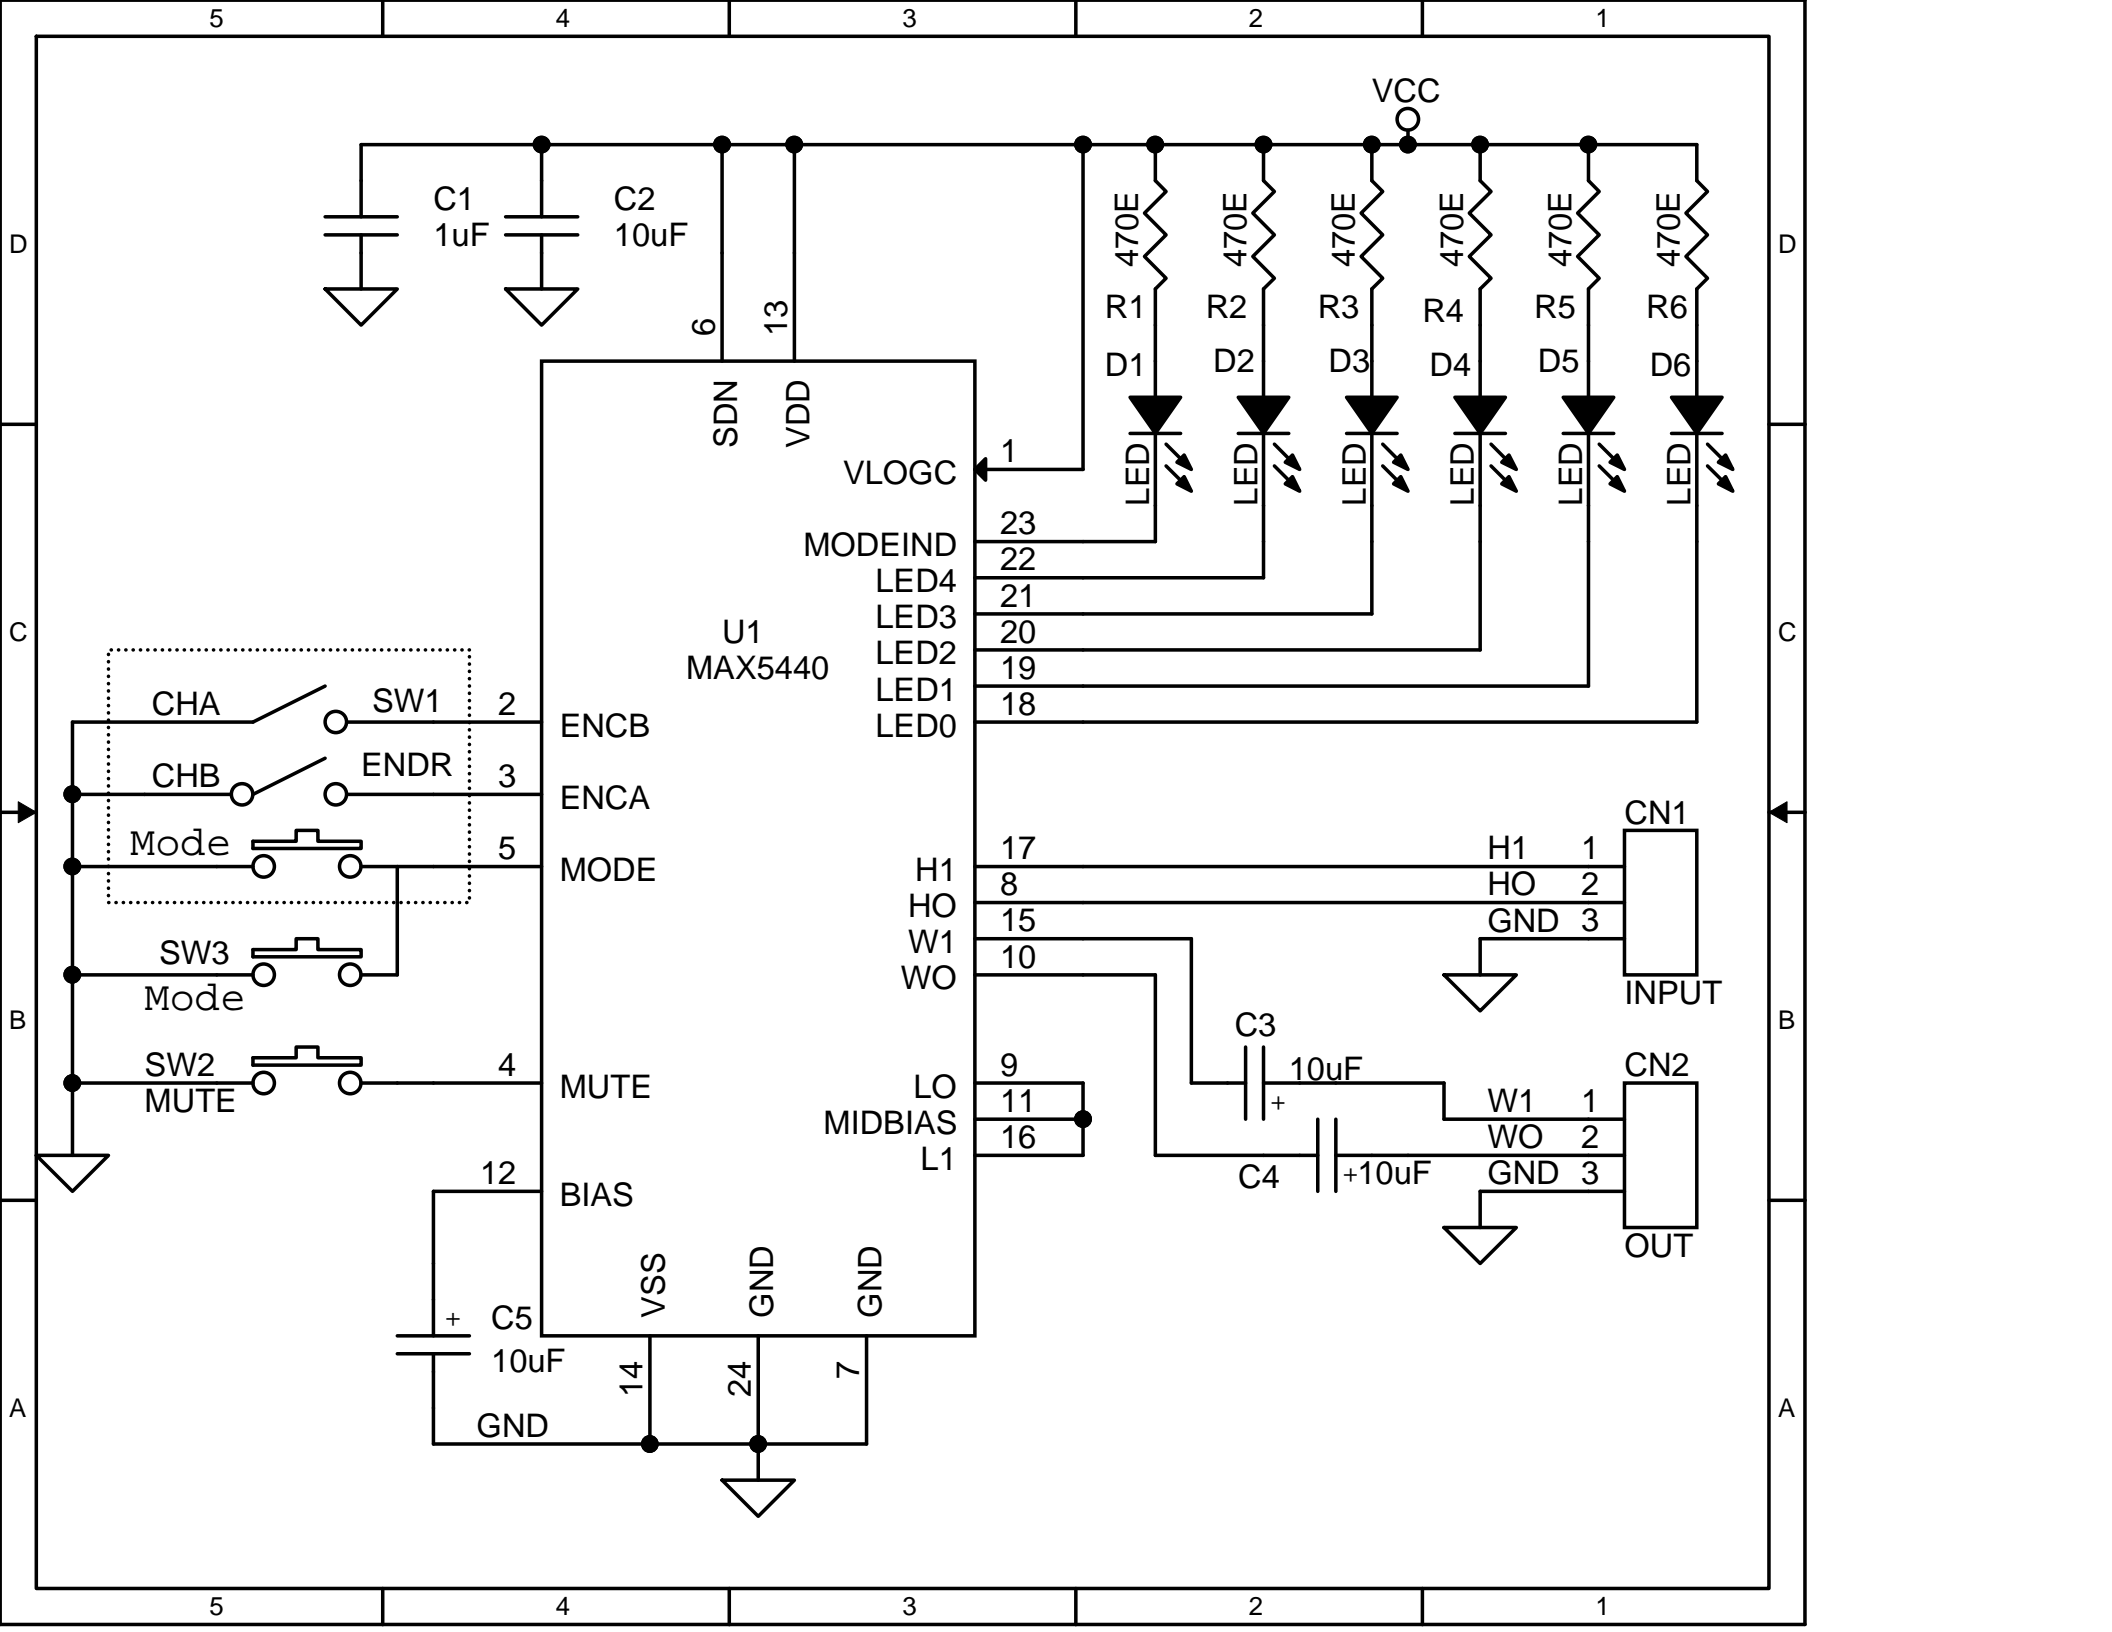 5 4 3 2 1
VCC
D
D
C1
1uF
C2
10uF
470E
470E
470E
470E
470E
470E
R1
R2
R3
R4
R5
R6
D1
D2
D3
D4
D5
D6
LED
LED
LED
LED
LED
LED
6
13
SDN
VDD
VLOGC 1
MODEIND 23
LED4 22
LED3 21
LED2 20
LED1 19
LED0 18
U1
MAX5440
C
C
CHA SW1 2 ENCB
CHB ENDR 3 ENCA
Mode 5 MODE
SW3
Mode
SW2
MUTE
4 MUTE
12 BIAS
H1 17
HO 8
W1 15
WO 10
LO 9
MIDBIAS 11
L1 16
CN1
H1 1
HO 2
GND 3
INPUT
B
B
C3
10uF
+
C4
+10uF
CN2
W1 1
WO 2
GND 3
OUT
VSS
GND
GND
14
24
7
+
C5
10uF
GND
A
A
5 4 3 2 1